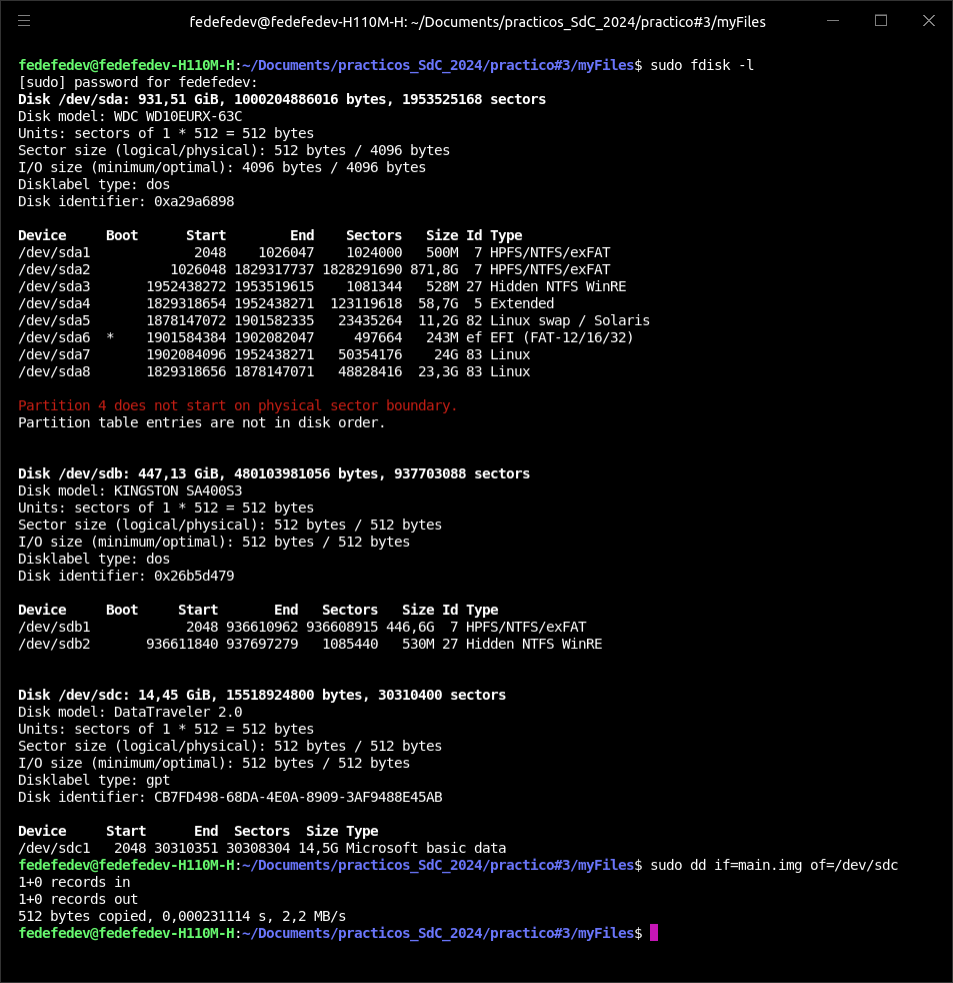 fedefedev@fedefedev-H110M-H: ~/Documents/practicos_SdC_2024/practico#3/myFiles
fedefedev@fedefedev-H110M-H:~/Documents/practicos_SdC_2024/practico#3/myFiles$ sudo fdisk -l
[sudo] password for fedefedev:
Disk /dev/sda: 931,51 GiB, 1000204886016 bytes, 1953525168 sectors
Disk model: WDC WD10EURX-63C
Units: sectors of 1 * 512 = 512 bytes
Sector size (logical/physical): 512 bytes / 4096 bytes
I/O size (minimum/optimal): 4096 bytes / 4096 bytes
Disklabel type: dos
Disk identifier: 0xa29a6898
Device     Boot      Start        End    Sectors   Size Id Type
/dev/sda1             2048    1026047    1024000   500M  7 HPFS/NTFS/exFAT
/dev/sda2          1026048 1829317737 1828291690 871,8G  7 HPFS/NTFS/exFAT
/dev/sda3       1952438272 1953519615    1081344   528M 27 Hidden NTFS WinRE
/dev/sda4       1829318654 1952438271  123119618  58,7G  5 Extended
/dev/sda5       1878147072 1901582335   23435264  11,2G 82 Linux swap / Solaris
/dev/sda6  *    1901584384 1902082047     497664   243M ef EFI (FAT-12/16/32)
/dev/sda7       1902084096 1952438271   50354176    24G 83 Linux
/dev/sda8       1829318656 1878147071   48828416  23,3G 83 Linux
Partition 4 does not start on physical sector boundary.
Partition table entries are not in disk order.
Disk /dev/sdb: 447,13 GiB, 480103981056 bytes, 937703088 sectors
Disk model: KINGSTON SA400S3
Units: sectors of 1 * 512 = 512 bytes
Sector size (logical/physical): 512 bytes / 512 bytes
I/O size (minimum/optimal): 512 bytes / 512 bytes
Disklabel type: dos
Disk identifier: 0x26b5d479
Device     Boot     Start       End   Sectors   Size Id Type
/dev/sdb1            2048 936610962 936608915 446,6G  7 HPFS/NTFS/exFAT
/dev/sdb2       936611840 937697279   1085440   530M 27 Hidden NTFS WinRE
Disk /dev/sdc: 14,45 GiB, 15518924800 bytes, 30310400 sectors
Disk model: DataTraveler 2.0
Units: sectors of 1 * 512 = 512 bytes
Sector size (logical/physical): 512 bytes / 512 bytes
I/O size (minimum/optimal): 512 bytes / 512 bytes
Disklabel type: gpt
Disk identifier: CB7FD498-68DA-4E0A-8909-3AF9488E45AB
Device     Start      End  Sectors  Size Type
/dev/sdc1   2048 30310351 30308304 14,5G Microsoft basic data
fedefedev@fedefedev-H110M-H:~/Documents/practicos_SdC_2024/practico#3/myFiles$ sudo dd if=main.img of=/dev/sdc
1+0 records in
1+0 records out
512 bytes copied, 0,000231114 s, 2,2 MB/s
fedefedev@fedefedev-H110M-H:~/Documents/practicos_SdC_2024/practico#3/myFiles$